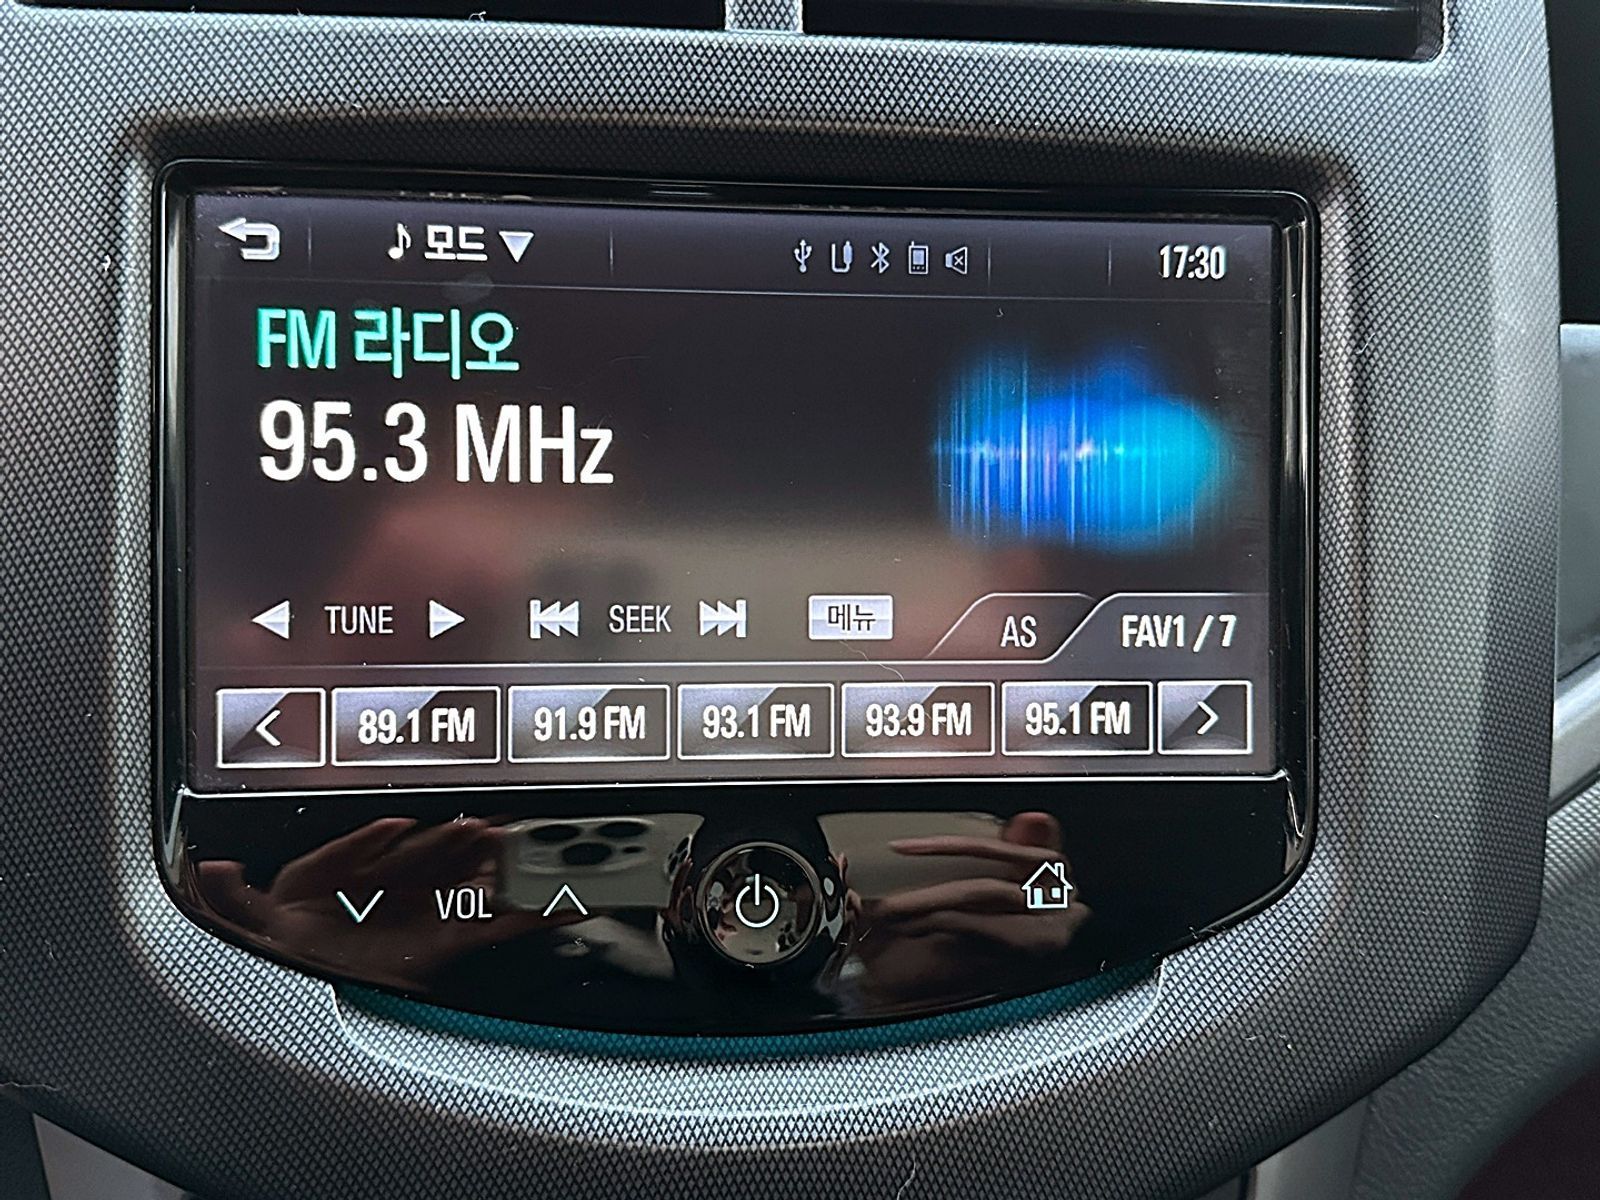 모드
17:30
FM 라디오
95.3 MHz
TUNE SEEK 메뉴 AS FAV1 / 7
89.1 FM 91.9 FM 93.1 FM 93.9 FM 95.1 FM
VOL